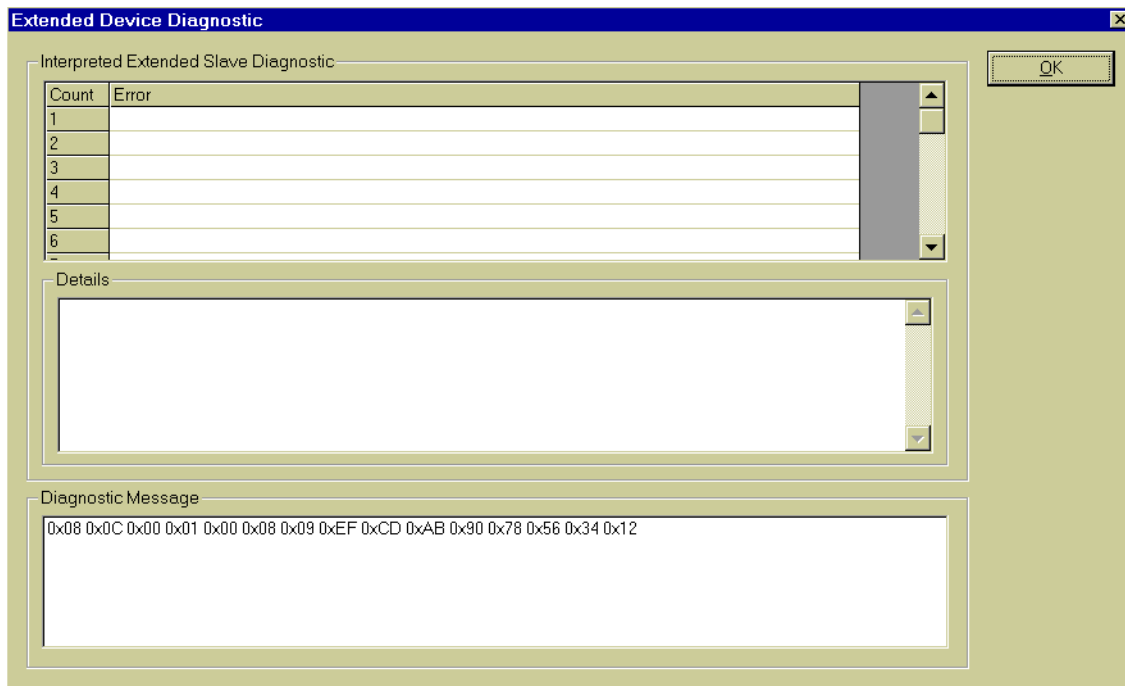 Extended Device Diagnostic
Interpreted Extended Slave Diagnostic
OK
Count Error
1
2
3
4
5
6
Details
Diagnostic Message
0x08 0x0C 0x00 0x01 0x00 0x08 0x09 0xEF 0xCD 0xAB 0x90 0x78 0x56 0x34 0x12